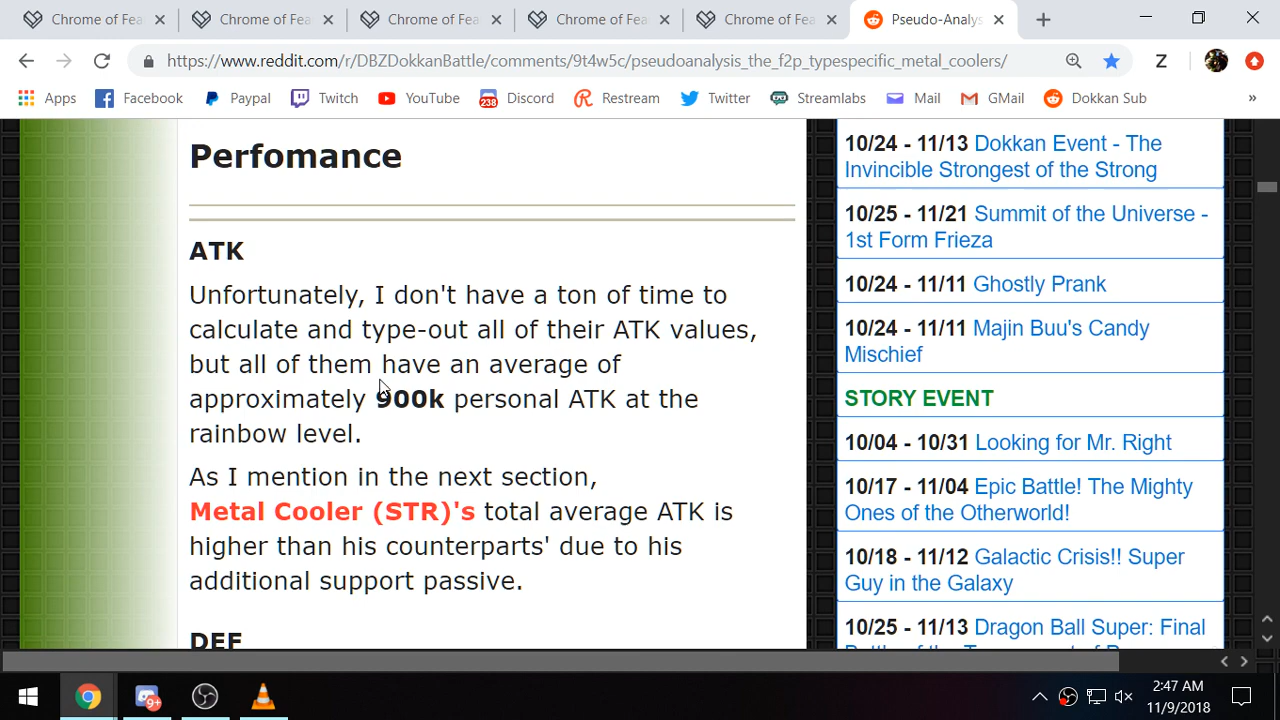 Chrome of Fea
Chrome of Fea
Chrome of Fea
Chrome of Fea
Chrome of Fea
Pseudo-Analys
https://www.reddit.com/r/DBZDokkanBattle/comments/9t4w5c/pseudoanalysis_the_f2p_typespecific_metal_coolers/
Z
Apps
Facebook
Paypal
Twitch
YouTube
238
Discord
Restream
Twitter
Streamlabs
Mail
GMail
Dokkan Sub
»
Perfomance
ATK
Unfortunately, I don't have a ton of time to
calculate and type-out all of their ATK values,
but all of them have an average of
approximately 900k personal ATK at the
rainbow level.
As I mention in the next section,
Metal Cooler (STR)'s total average ATK is
higher than his counterparts' due to his
additional support passive.
DEF
10/24 - 11/13 Dokkan Event - The
Invincible Strongest of the Strong
10/25 - 11/21 Summit of the Universe -
1st Form Frieza
10/24 - 11/11 Ghostly Prank
10/24 - 11/11 Majin Buu's Candy
Mischief
STORY EVENT
10/04 - 10/31 Looking for Mr. Right
10/17 - 11/04 Epic Battle! The Mighty
Ones of the Otherworld!
10/18 - 11/12 Galactic Crisis!! Super
Guy in the Galaxy
10/25 - 11/13 Dragon Ball Super: Final
9+
2:47 AM
11/9/2018